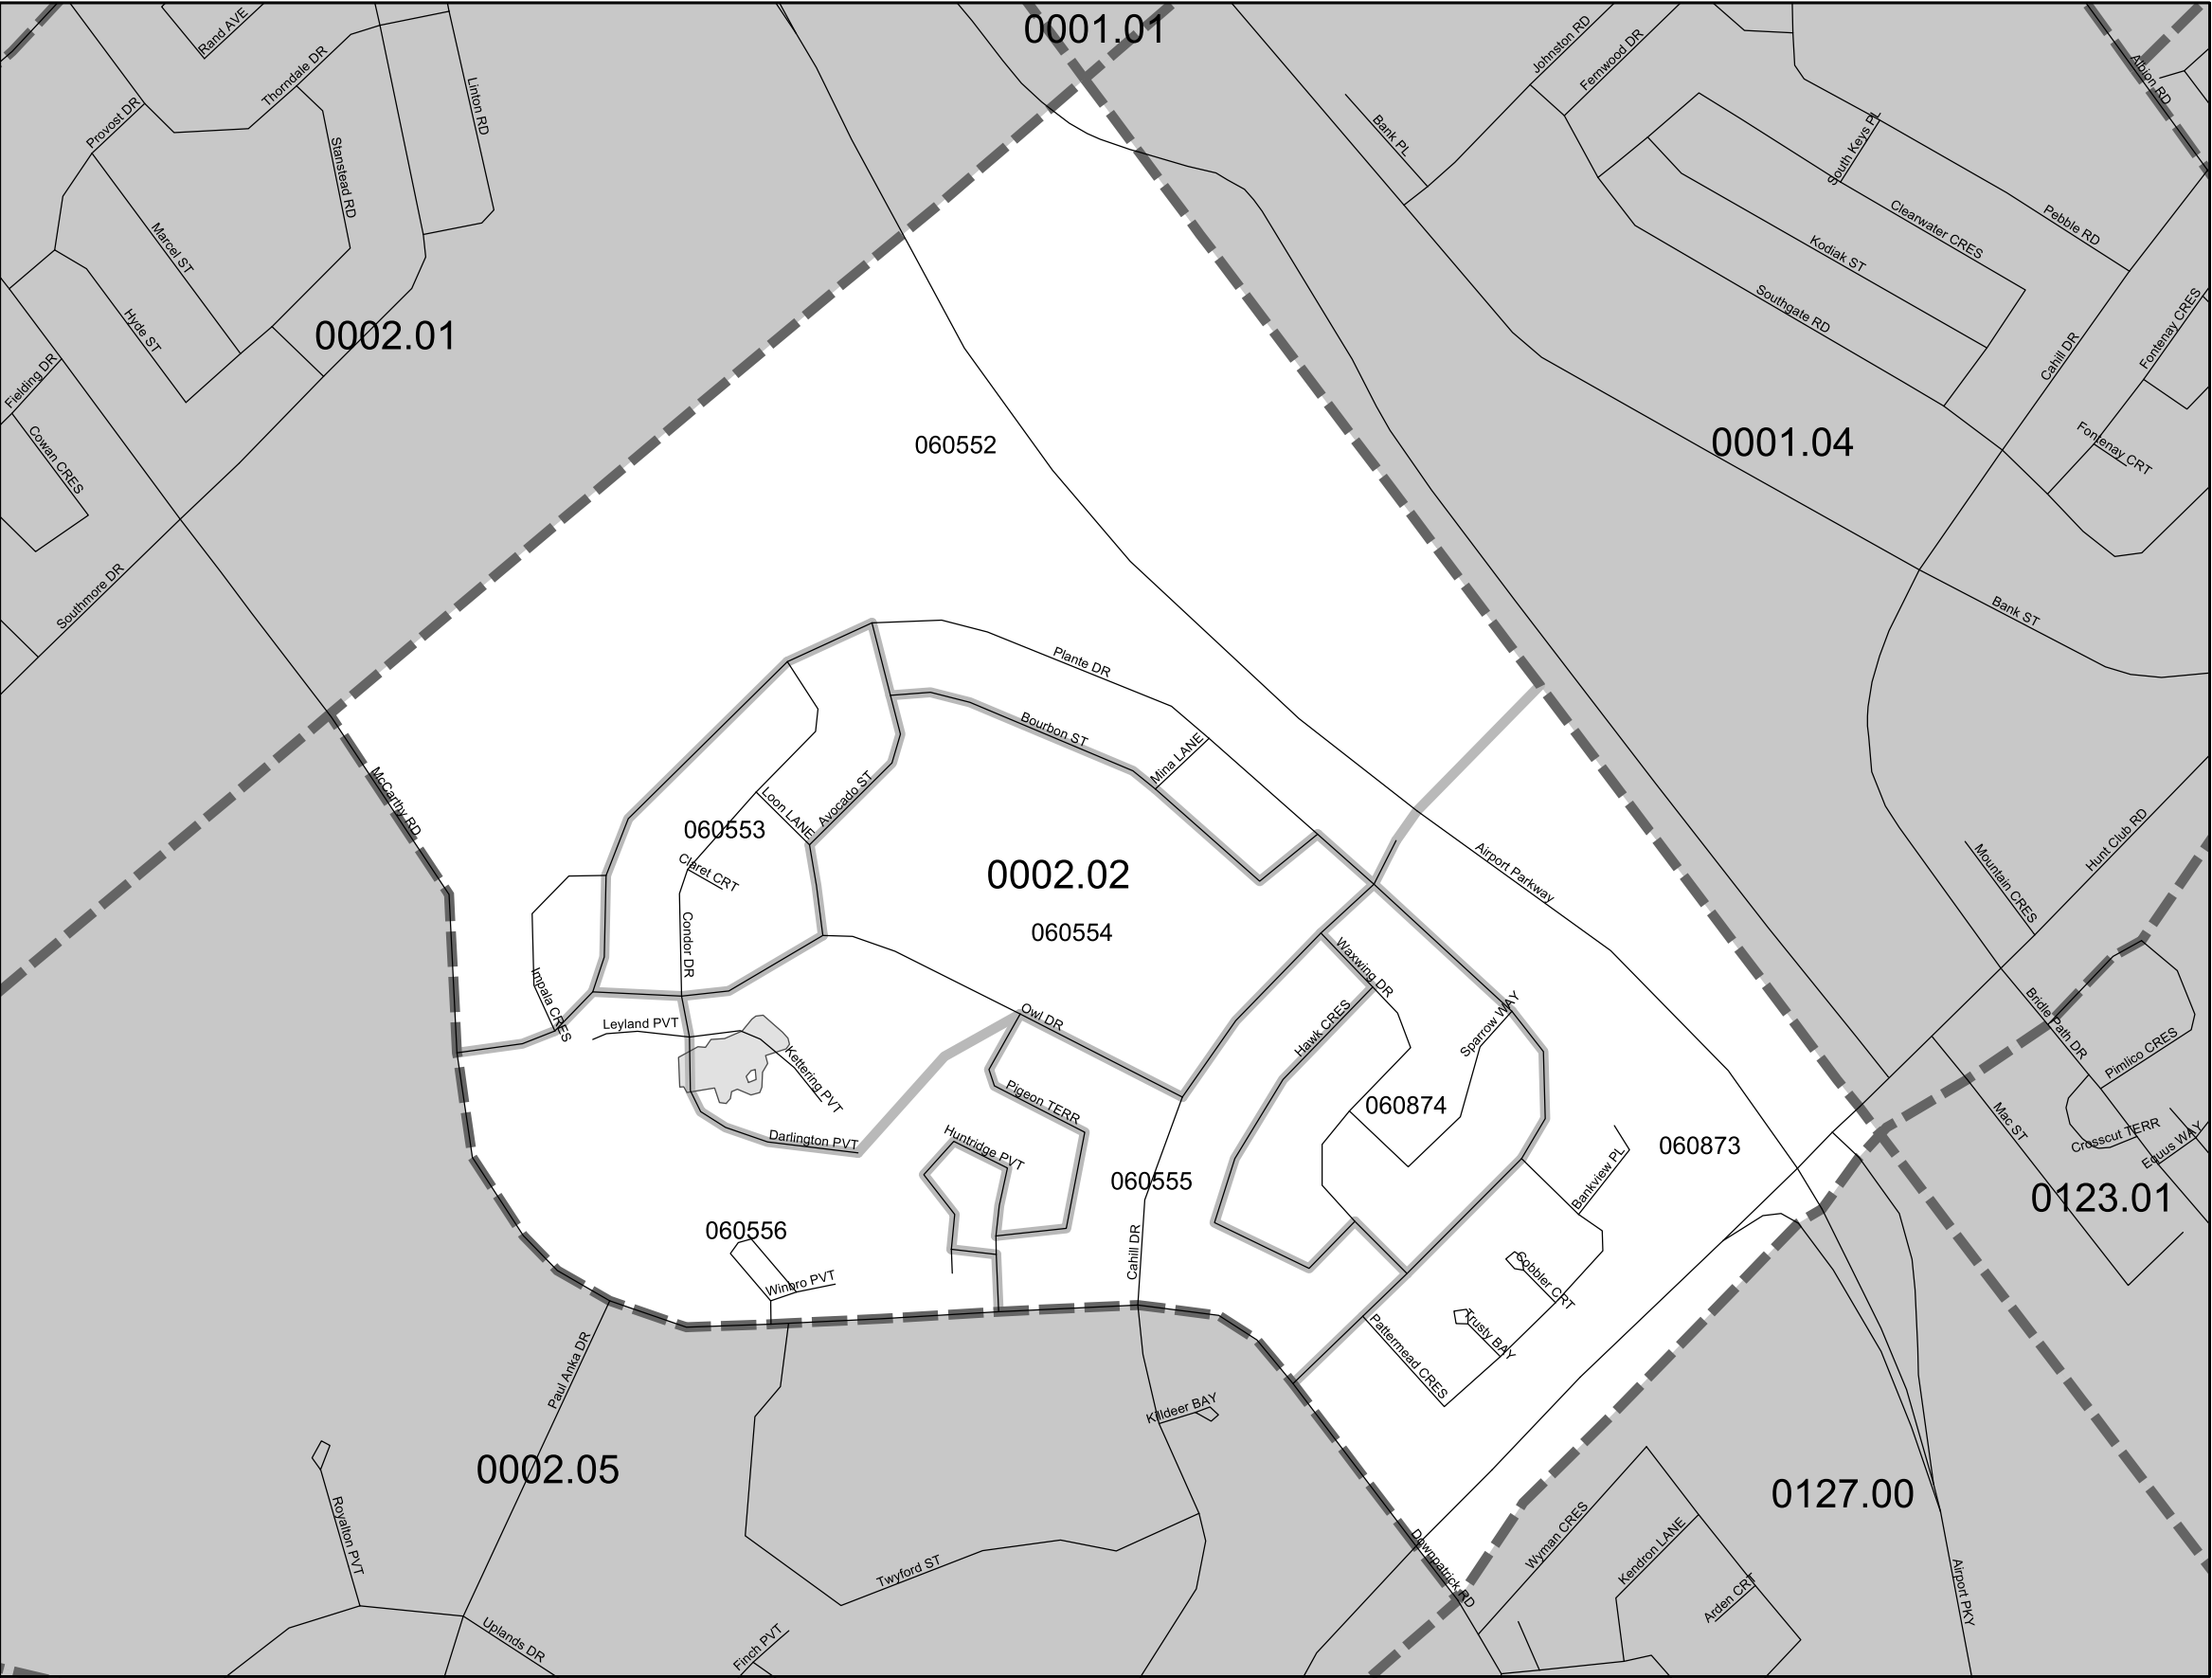 0001.01
Rand AVE
Thorndale DR
Linton RD
Provost DR
Stanstead RD
Marcel ST
Hyde ST
0002.01
Fielding DR
Cowan CRES
Southmore DR
Johnston RD
Fernwood DR
Bank PL
Albion RD
South Keys PL
Clearwater CRES
Pebble RD
Kodiak ST
Southgate RD
Cahill DR
Fontenay CRES
Fontenay CRT
0001.04
Bank ST
060552
Plante DR
Bourbon ST
Mina LANE
McCarthy RD
Loon LANE
Avocado ST
060553
Claret CRT
Condor DR
0002.02
060554
Airport Parkway
Hunt Club RD
Mountain CRES
Impala CRES
Leyland PVT
Kettering PVT
Darlington PVT
Owl DR
Pigeon TERR
Huntridge PVT
Waxwing DR
Hawk CRES
Sparrow WAY
060874
060555
Cahill DR
060556
Winbro PVT
Bankview PL
060873
Cobbler CRT
Trusty BAY
Pattermead CRES
Bridle Path DR
Pimlico CRES
Mac ST
Crosscut TERR
Equus WAY
0123.01
Paul Anka DR
Killdeer BAY
0002.05
0127.00
Royalton PVT
Twyford ST
Uplands DR
Finch PVT
Downpatrick RD
Wyman CRES
Kendron LANE
Arden CRT
Airport PKY